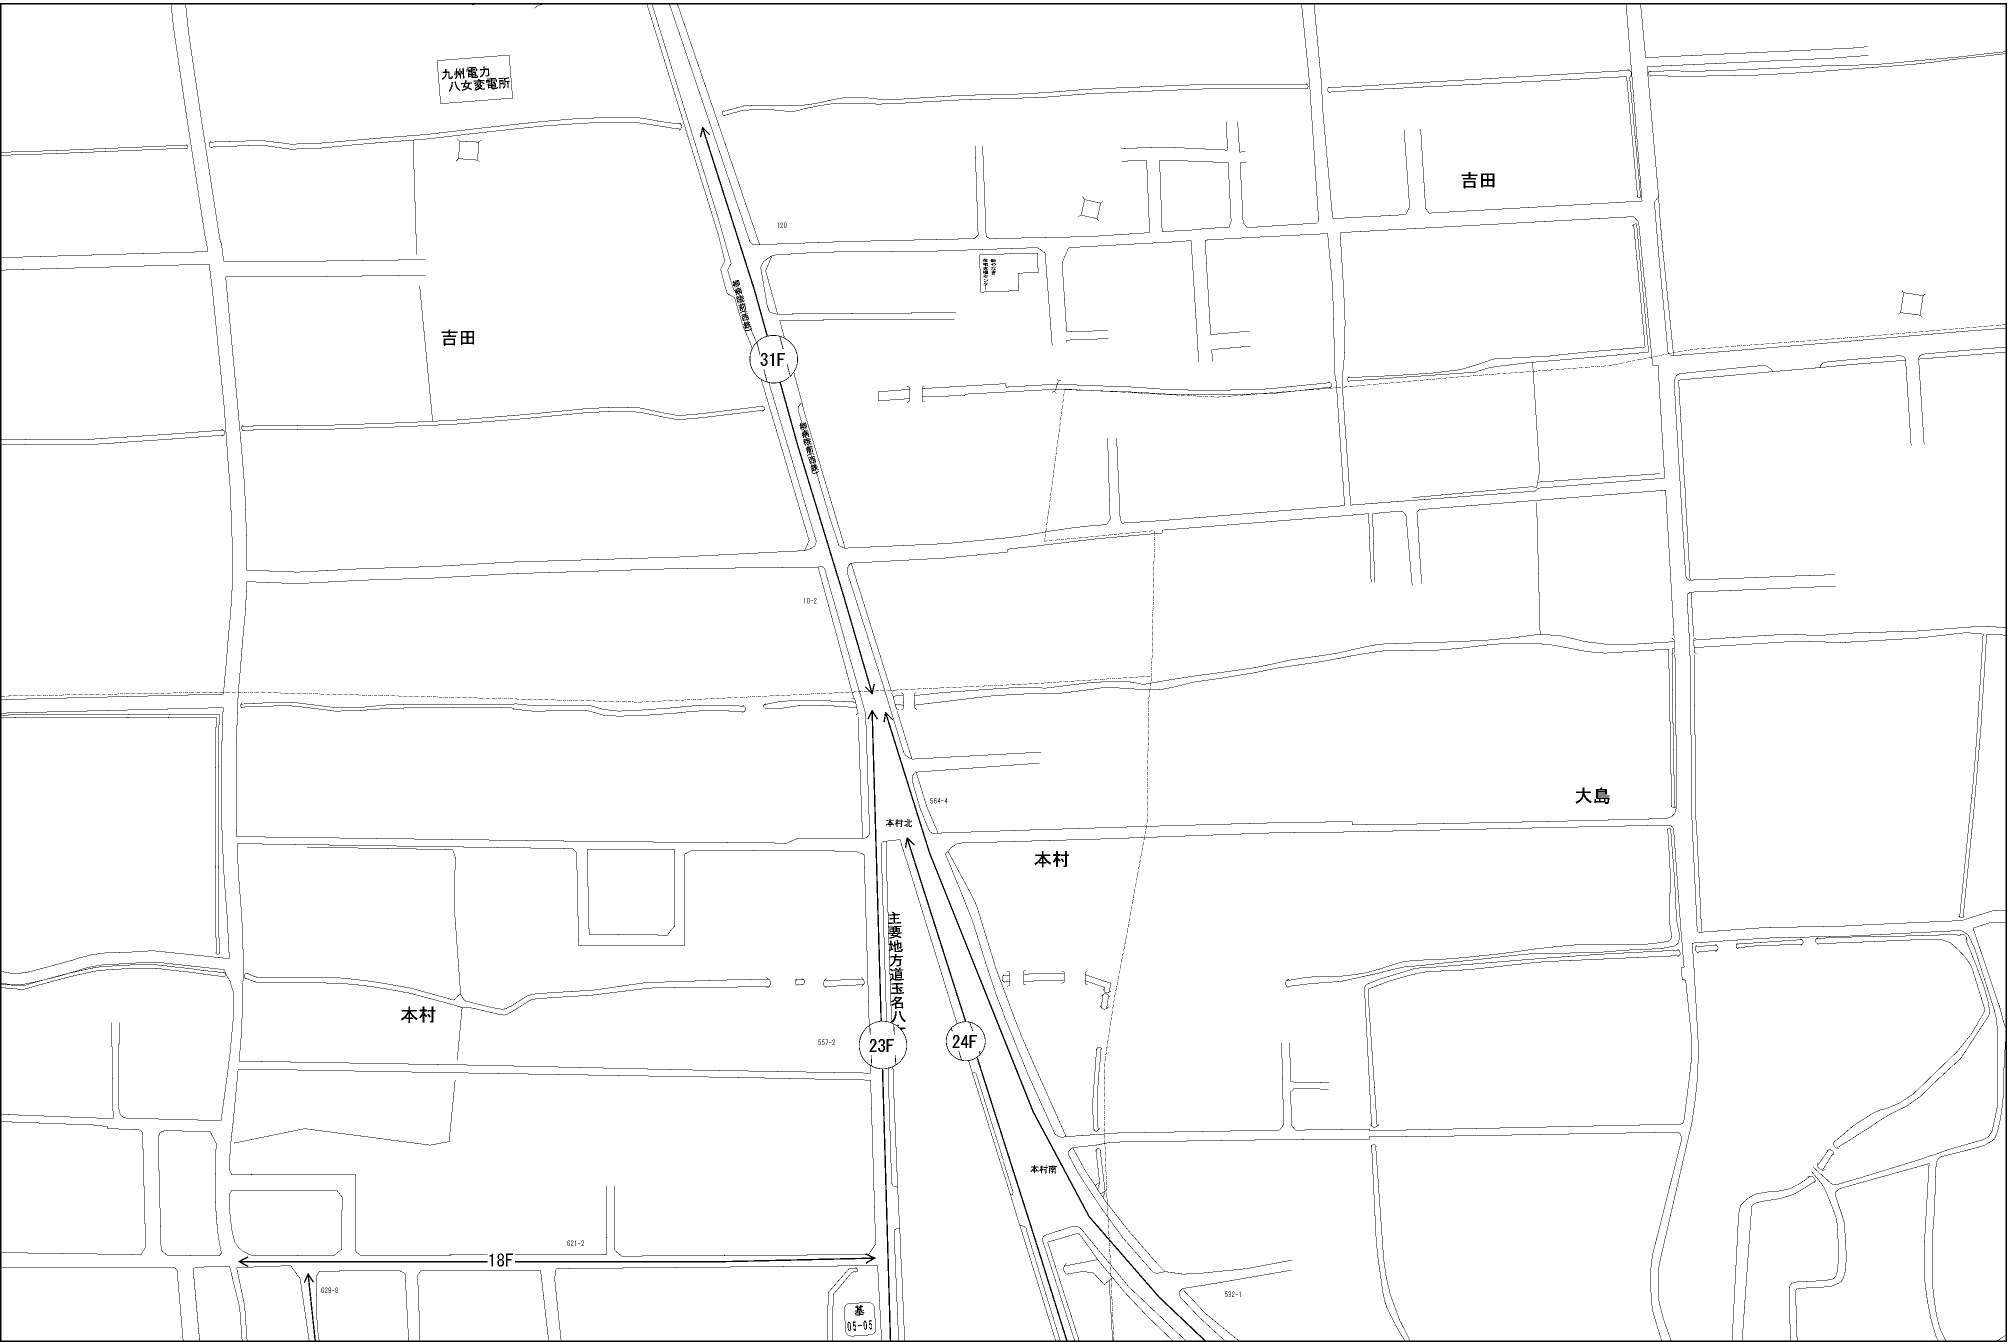 九州電力
八女変電所
吉田
120
吉田
31F
10-2
大島
564-4
本村北
本村
主要地方道玉名八
本村
557-2
23F
24F
本村南
621-2
18F
629-8
532-1
基
05-05